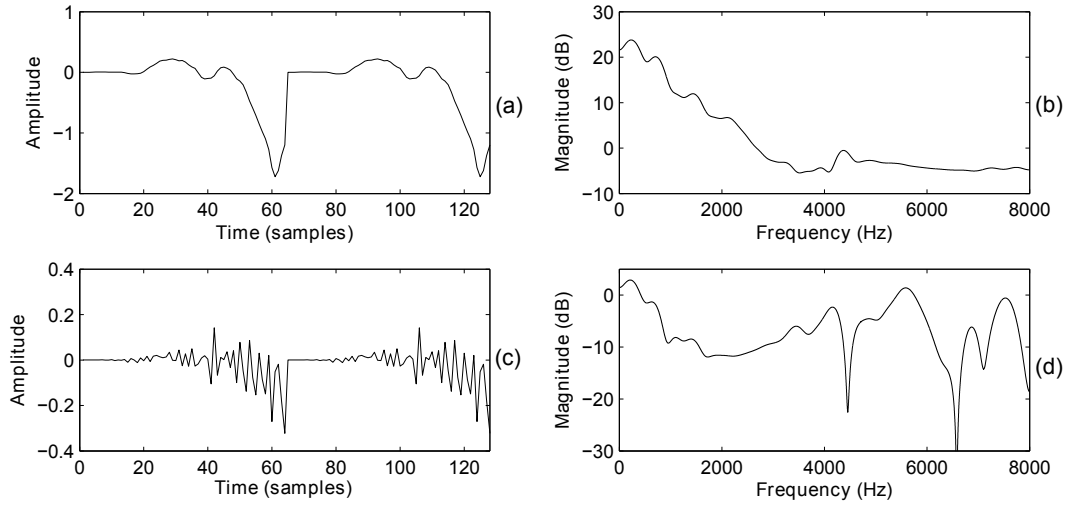 1
0
−1
−2
Amplitude
0 20 40 60 80 100 120
Time (samples)
(a)
30
20
10
0
−10
Magnitude (dB)
0 2000 4000 6000 8000
Frequency (Hz)
(b)
0.4
0.2
0
−0.2
−0.4
Amplitude
0 20 40 60 80 100 120
Time (samples)
(c)
0
−10
−20
−30
Magnitude (dB)
0 2000 4000 6000 8000
Frequency (Hz)
(d)